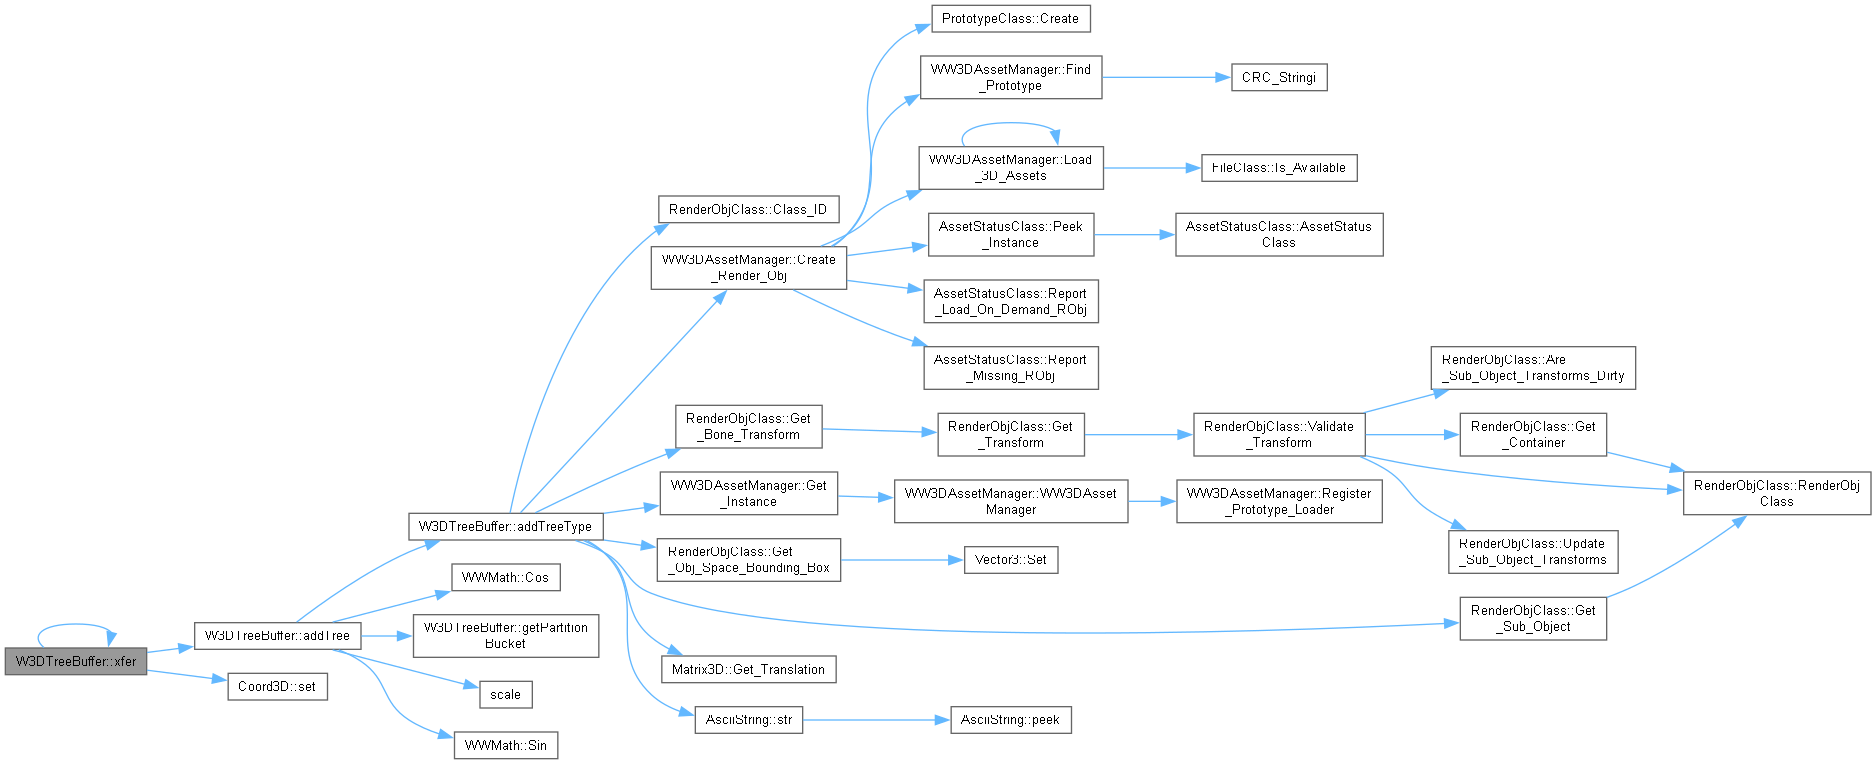 PrototypeClass::Create
WW3DAssetManager::Find
_Prototype
CRC_Stringi
WW3DAssetManager::Load
_3D_Assets
FileClass::Is_Available
RenderObjClass::Class_ID
AssetStatusClass::Peek
_Instance
AssetStatusClass::AssetStatus
Class
WW3DAssetManager::Create
_Render_Obj
AssetStatusClass::Report
_Load_On_Demand_RObj
AssetStatusClass::Report
_Missing_RObj
RenderObjClass::Are
_Sub_Object_Transforms_Dirty
RenderObjClass::Get
_Bone_Transform
RenderObjClass::Get
_Transform
RenderObjClass::Validate
_Transform
RenderObjClass::Get
_Container
WW3DAssetManager::Get
_Instance
WW3DAssetManager::WW3DAsset
Manager
WW3DAssetManager::Register
_Prototype_Loader
RenderObjClass::RenderObj
Class
W3DTreeBuffer::addTreeType
RenderObjClass::Get
_Obj_Space_Bounding_Box
Vector3::Set
RenderObjClass::Update
_Sub_Object_Transforms
WWMath::Cos
W3DTreeBuffer::addTree
W3DTreeBuffer::getPartition
Bucket
RenderObjClass::Get
_Sub_Object
W3DTreeBuffer::xfer
Coord3D::set
Matrix3D::Get_Translation
scale
AsciiString::str
AsciiString::peek
WWMath::Sin